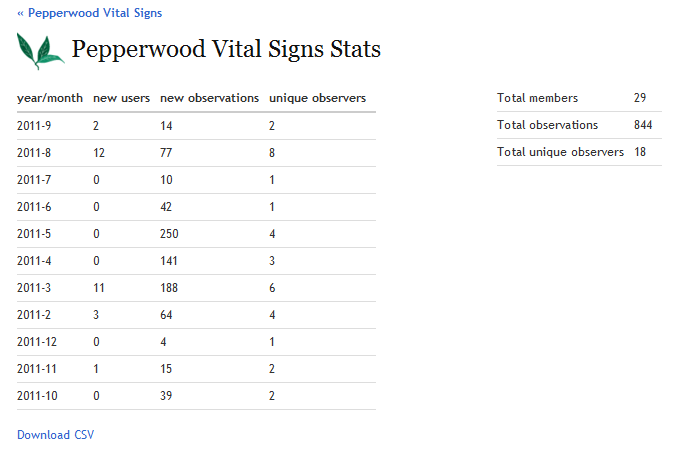 « Pepperwood Vital Signs
Pepperwood Vital Signs Stats
year/month new users new observations unique observers
2011-9 2 14 2
2011-8 12 77 8
2011-7 0 10 1
2011-6 0 42 1
2011-5 0 250 4
2011-4 0 141 3
2011-3 11 188 6
2011-2 3 64 4
2011-12 0 4 1
2011-11 1 15 2
2011-10 0 39 2
Total members 29
Total observations 844
Total unique observers 18
Download CSV